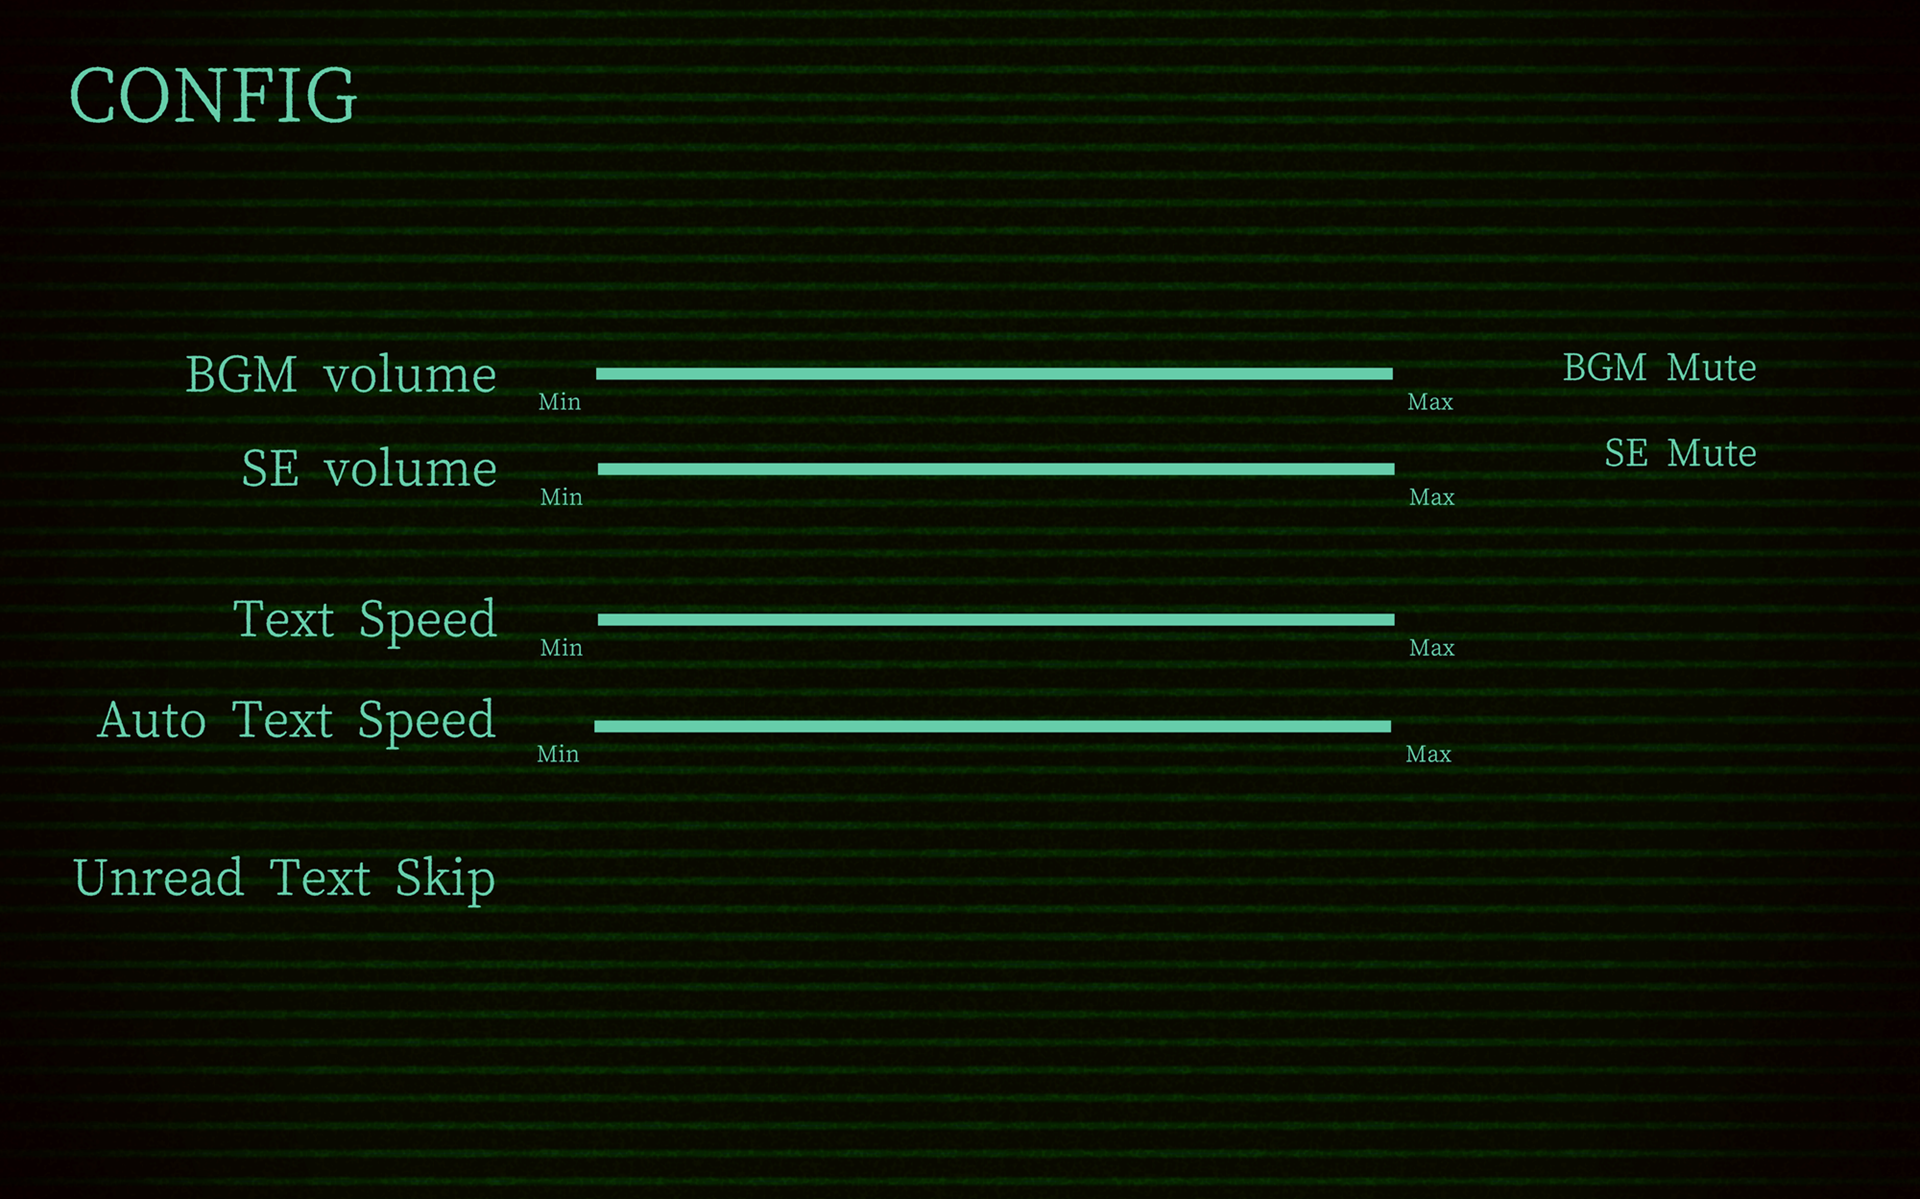 CONFIG
BGM volume
Min
Max
BGM Mute
SE volume
Min
Max
SE Mute
Text Speed
Min
Max
Auto Text Speed
Min
Max
Unread Text Skip